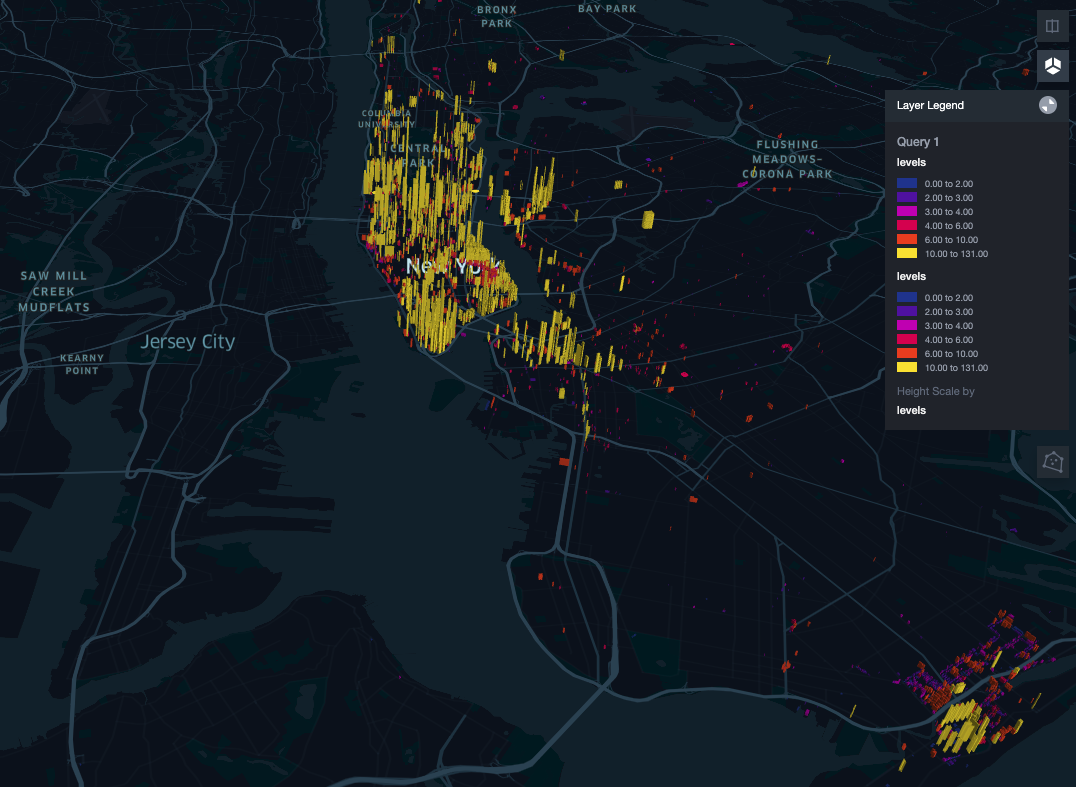 BRONX
PARK
BAY PARK
COLUMBIA
UNIVERSITY
CENTRAL
PARK
FLUSHING
MEADOWS-
CORONA PARK
New York
SAW MILL
CREEK
MUDFLATS
Jersey City
KEARNY
POINT
Layer Legend
Query 1
levels
0.00 to 2.00
2.00 to 3.00
3.00 to 4.00
4.00 to 6.00
6.00 to 10.00
10.00 to 131.00
levels
0.00 to 2.00
2.00 to 3.00
3.00 to 4.00
4.00 to 6.00
6.00 to 10.00
10.00 to 131.00
Height Scale by
levels